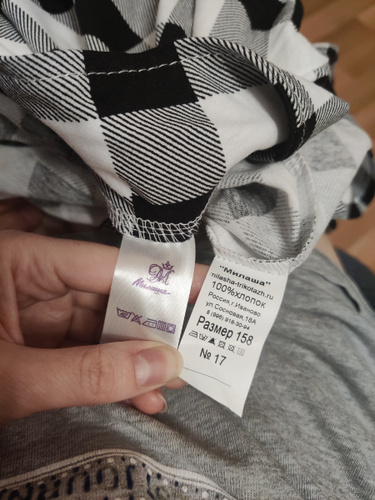 М
Милаша
"Милаша"
milasha-trikotazh.ru
100%хлопок
Россия, г.Иваново
ул. Сосновая, 18А
Размер 158
№ 17